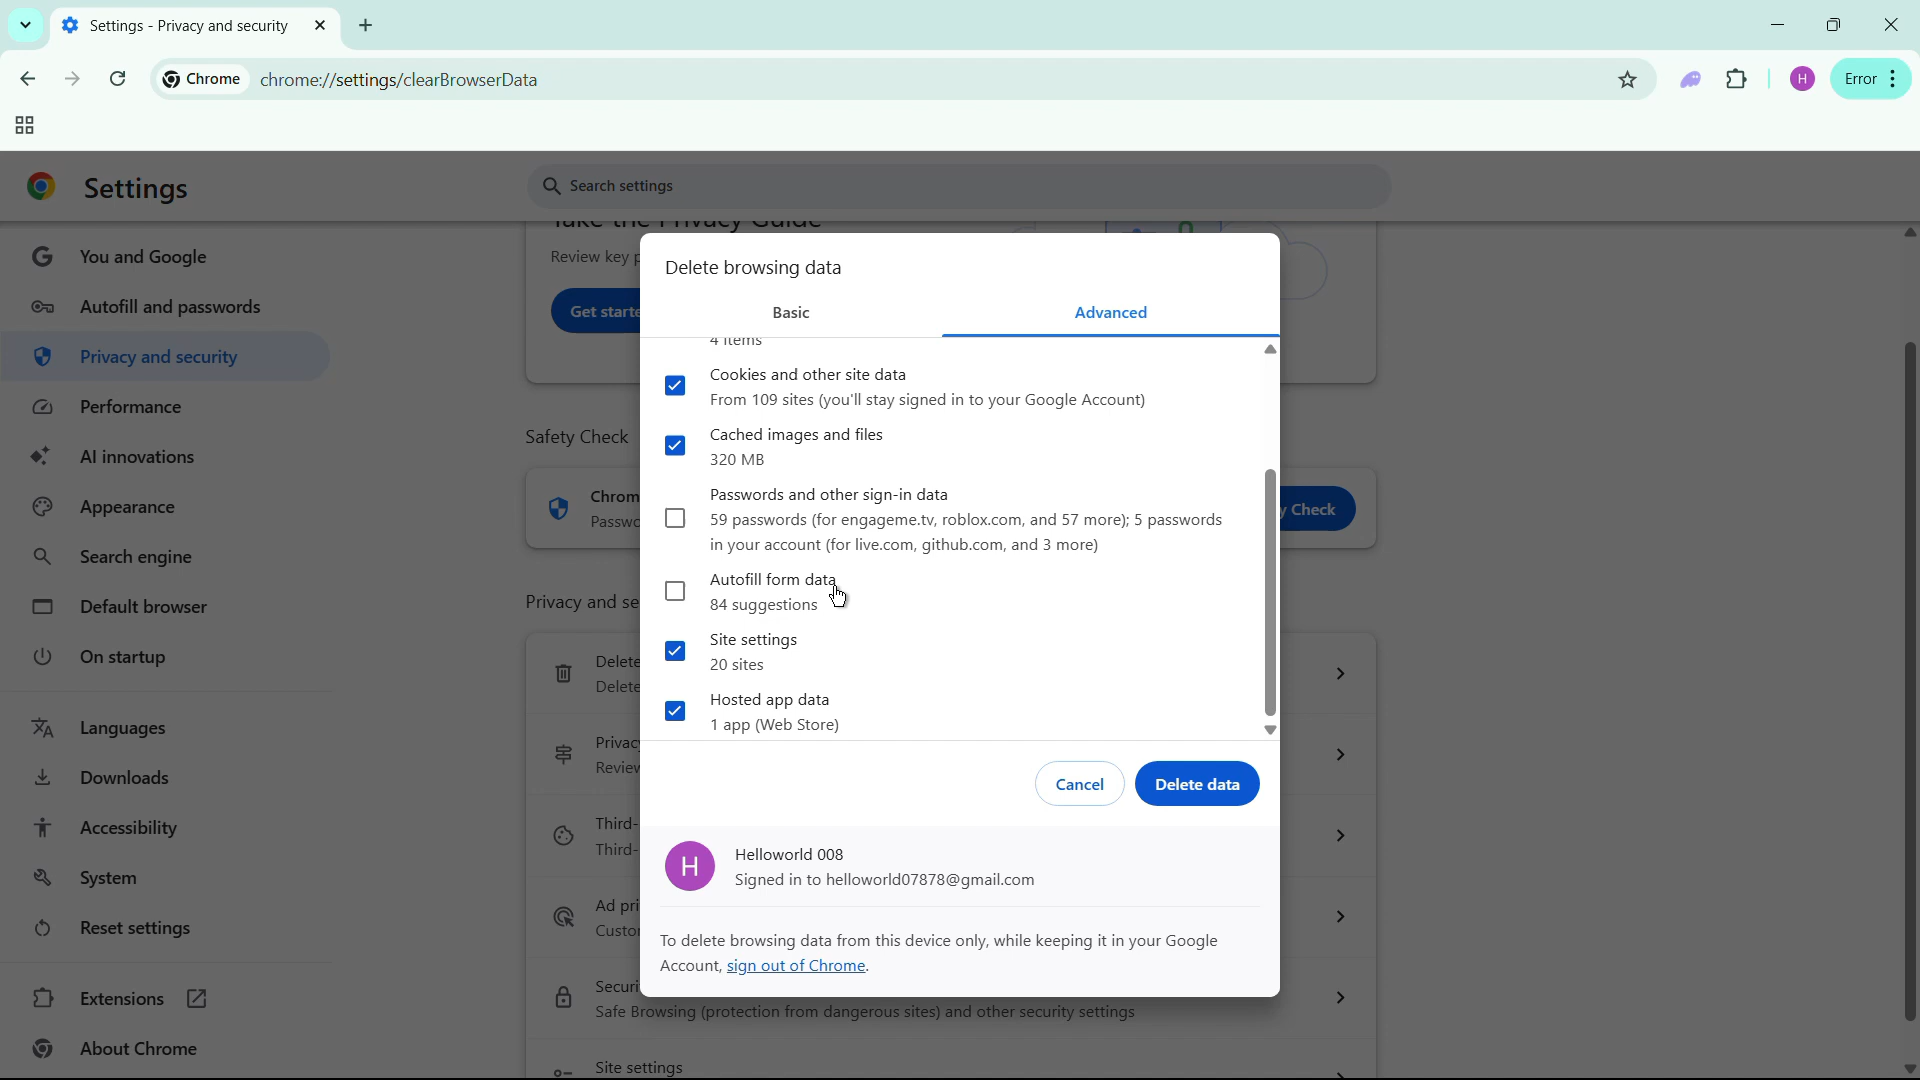 Settings - Privacy and security
Chrome
chrome://settings/clearBrowserData
H
Error
Settings
Search settings
You and Google
Autofill and passwords
Privacy and security
Performance
AI innovations
Appearance
Search engine
Default browser
On startup
Languages
Downloads
Accessibility
System
Reset settings
Extensions
About Chrome
Take the Privacy Guide
Review key p
Get starte
Safety Check
Chrom
Passwo
y Check
Privacy and se
Delete
Delete
Privac
Review
Third-
Third-
Ad pri
Custo
Securi
Safe Browsing (protection from dangerous sites) and other security settings
Site settings
Delete browsing data
Basic
Advanced
4 items
Cookies and other site data
From 109 sites (you'll stay signed in to your Google Account)
Cached images and files
320 MB
Passwords and other sign-in data
59 passwords (for engageme.tv, roblox.com, and 57 more); 5 passwords
in your account (for live.com, github.com, and 3 more)
Autofill form data
84 suggestions
Site settings
20 sites
Hosted app data
1 app (Web Store)
Cancel
Delete data
H
Helloworld 008
Signed in to helloworld07878@gmail.com
To delete browsing data from this device only, while keeping it in your Google
Account, sign out of Chrome.